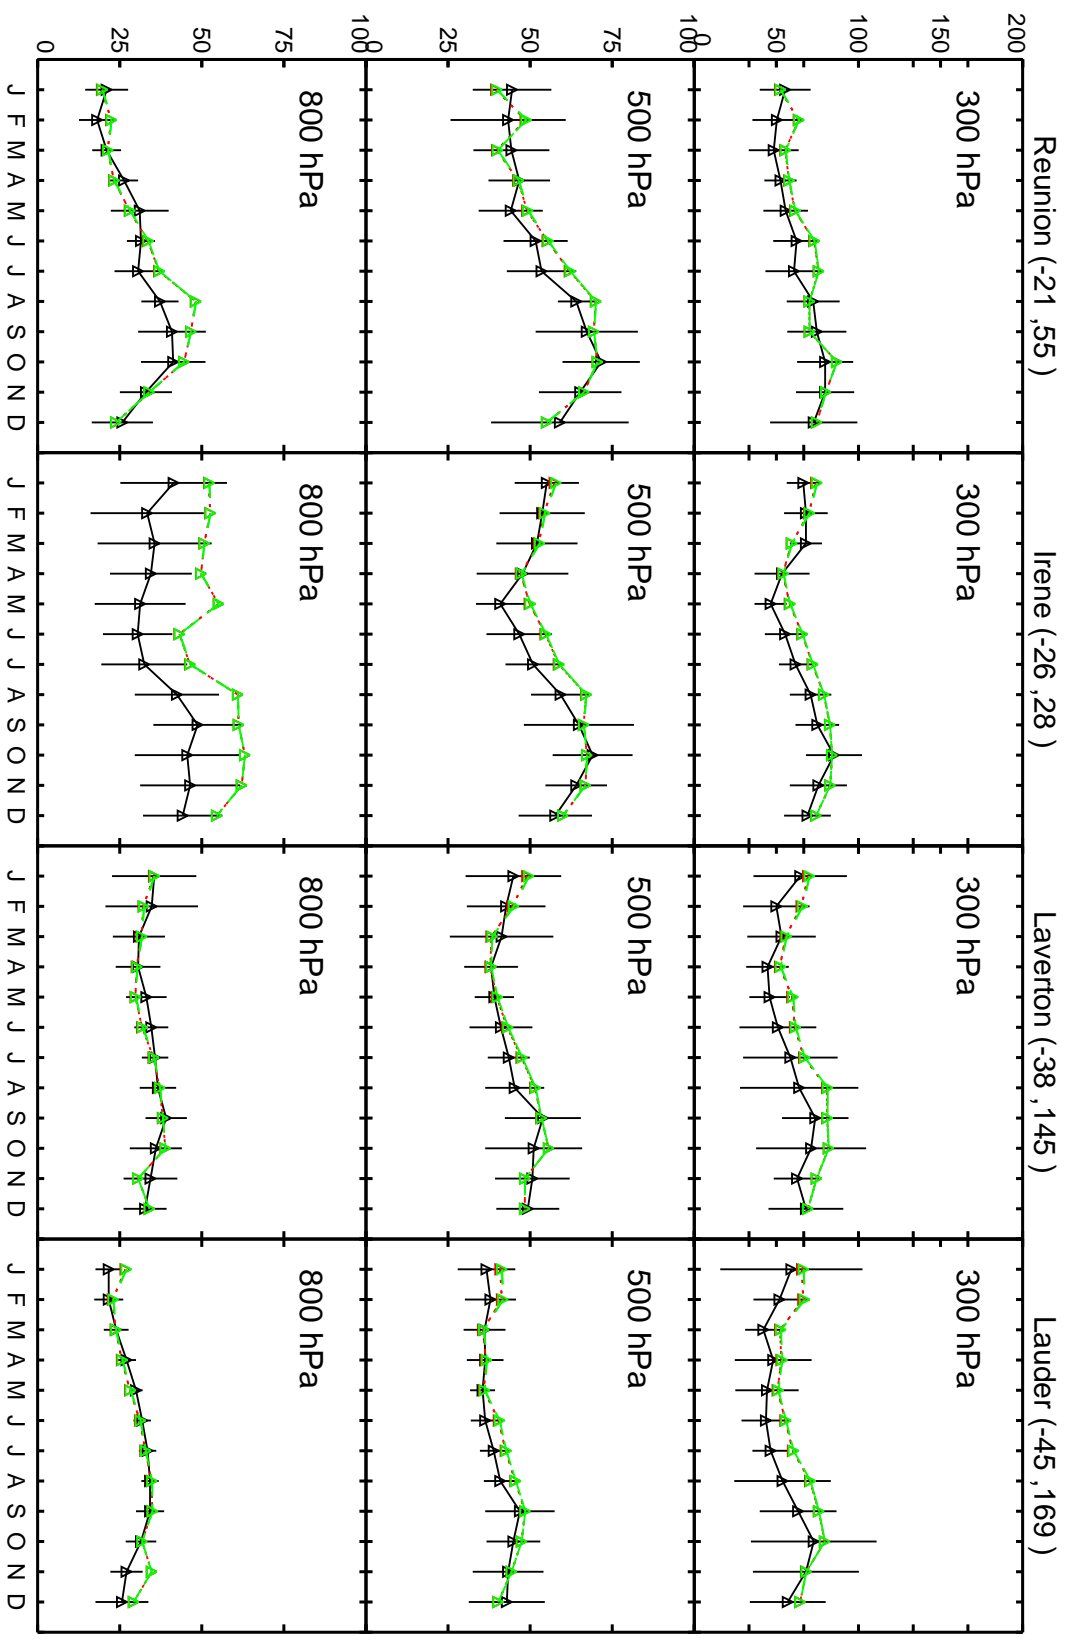 Reunion (-21 ,55 )
Irene (-26 ,28 )
Laverton (-38 ,145 )
Lauder (-45 ,169 )
200
150
100
50
0
300 hPa
300 hPa
300 hPa
300 hPa
100
75
50
25
0
500 hPa
500 hPa
500 hPa
500 hPa
100
75
50
25
0
800 hPa
800 hPa
800 hPa
800 hPa
J F M A M J J A S O N D
J F M A M J J A S O N D
J F M A M J J A S O N D
J F M A M J J A S O N D